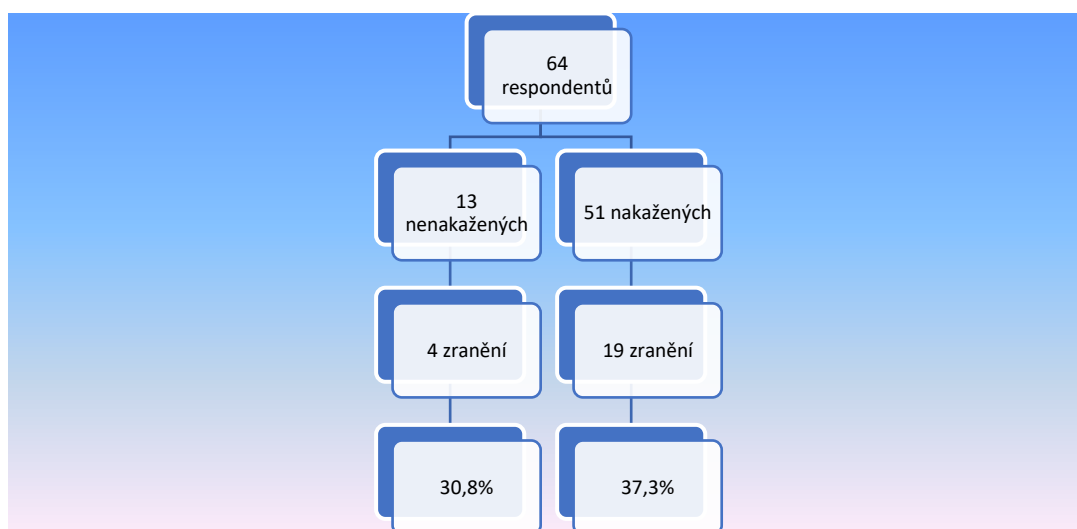 64
respondentů
13
nenakažených
51 nakažených
4 zranění
19 zranění
30,8%
37,3%